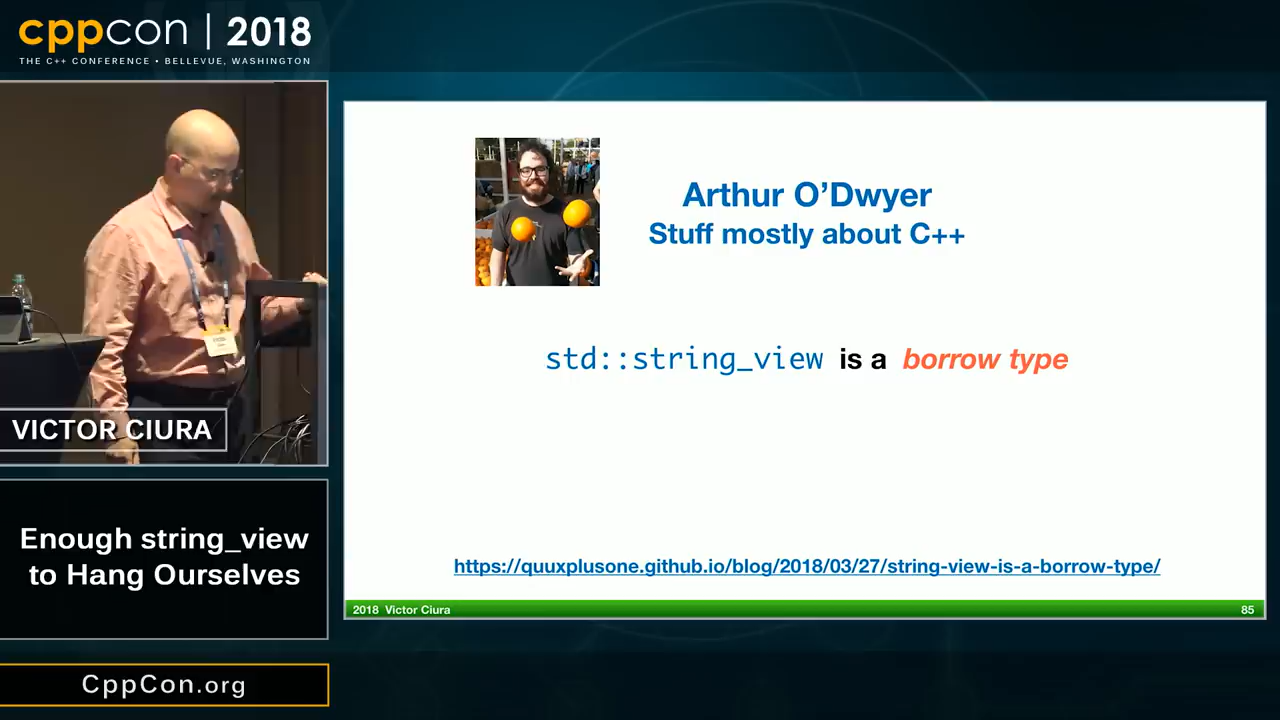 cppcon | 2018
THE C++ CONFERENCE • BELLEVUE, WASHINGTON
Arthur O'Dwyer
Stuff mostly about C++
std::string_view is a borrow type
VICTOR CIURA
Enough string_view
to Hang Ourselves
https://quuxplusone.github.io/blog/2018/03/27/string-view-is-a-borrow-type/
2018 Victor Ciura
85
CppCon.org